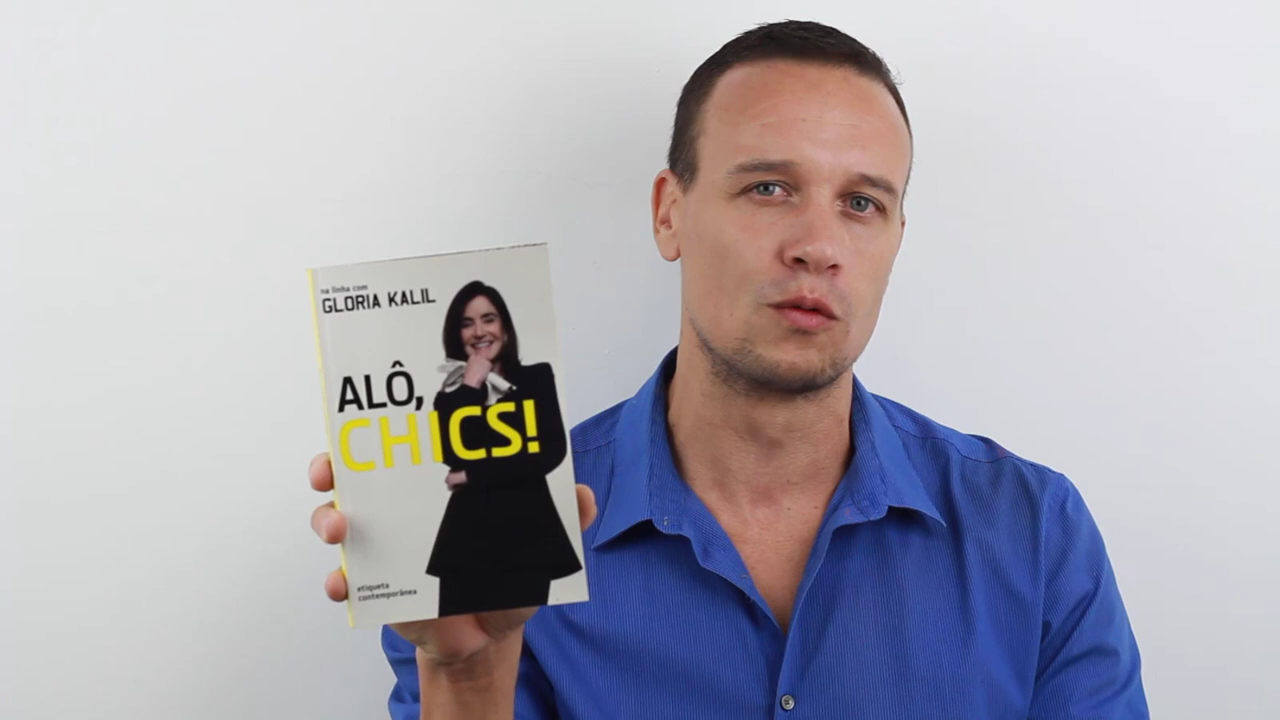 na linha com
GLORIA KALIL
ALÔ,
CHICS!
etiqueta
contemporânea